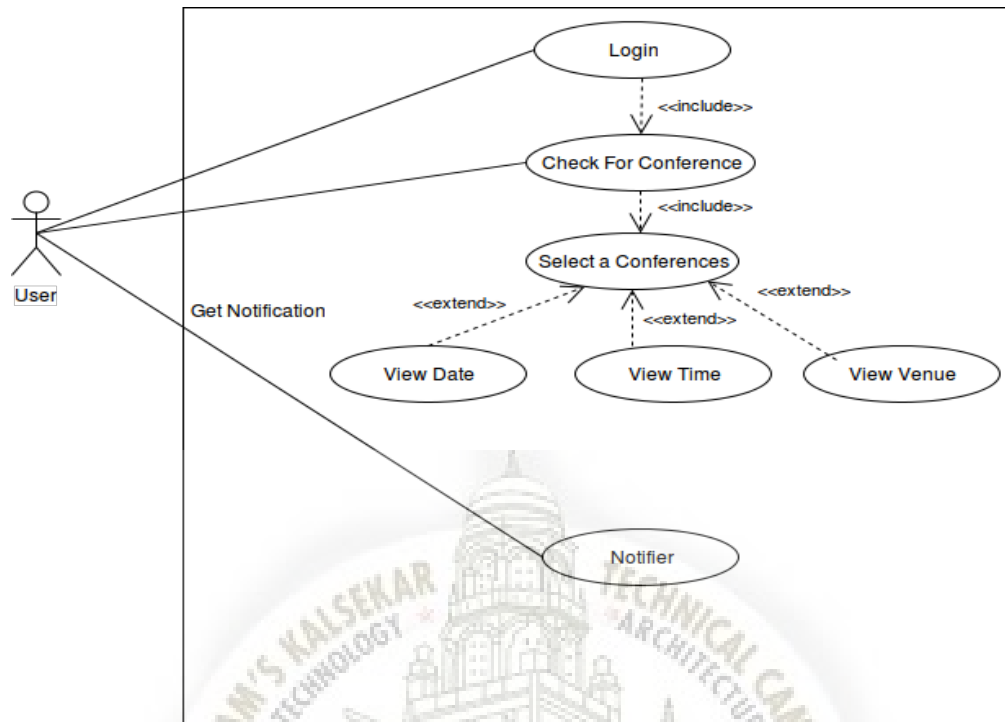 Login
<<include>>
Check For Conference
<<include>>
Select a Conferences
<<extend>>
<<extend>>
<<extend>>
User
Get Notification
View Date
View Time
View Venue
Notifier
KALSEKAR TECHNICAL
TECHNOLOGY